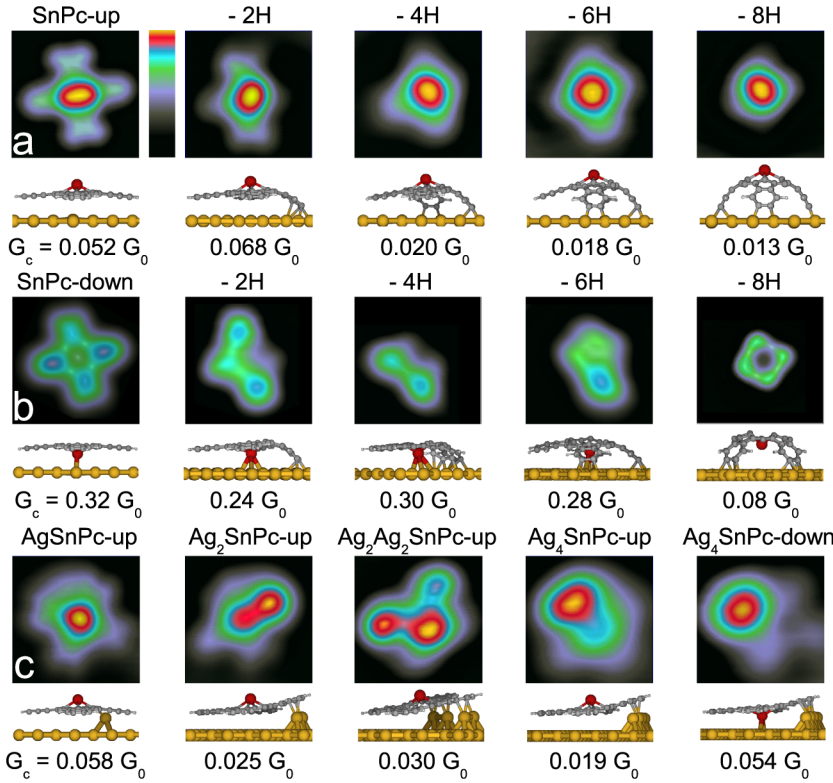 SnPc-up - 2H - 4H - 6H - 8H
a
G_c = 0.052 G_0 0.068 G_0 0.020 G_0 0.018 G_0 0.013 G_0
SnPc-down - 2H - 4H - 6H - 8H
b
G_c = 0.32 G_0 0.24 G_0 0.30 G_0 0.28 G_0 0.08 G_0
AgSnPc-up Ag_2SnPc-up Ag_2Ag_2SnPc-up Ag_4SnPc-up Ag_4SnPc-down
c
G_c = 0.058 G_0 0.025 G_0 0.030 G_0 0.019 G_0 0.054 G_0